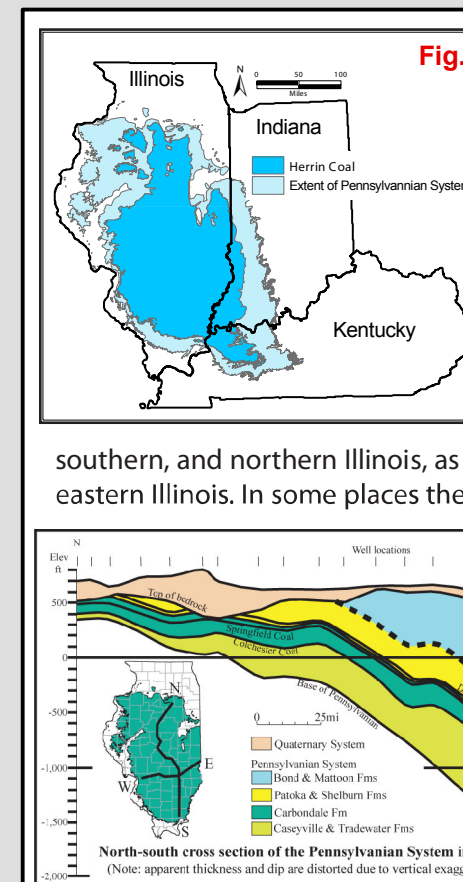 Fig.
Illinois
N
0 50 100
Miles
Indiana
Herrin Coal
Extent of Pennsylvannian System
Kentucky
southern, and northern Illinois, as
eastern Illinois. In some places the
N
Elev
ft
Well locations
500
0
-500
-1,000
-1,500
-2,000
Top of bedrock
Springfield Coal
Colchester Coal
Base of Pennsylvanian
N
E
W
S
0 25mi
Quaternary System
Pennsylvanian System
Bond & Mattoon Fms
Patoka & Shelburn Fms
Carbondale Fm
Caseyville & Tradewater Fms
North-south cross section of the Pennsylvanian System i
(Note: apparent thickness and dip are distorted due to vertical exagg